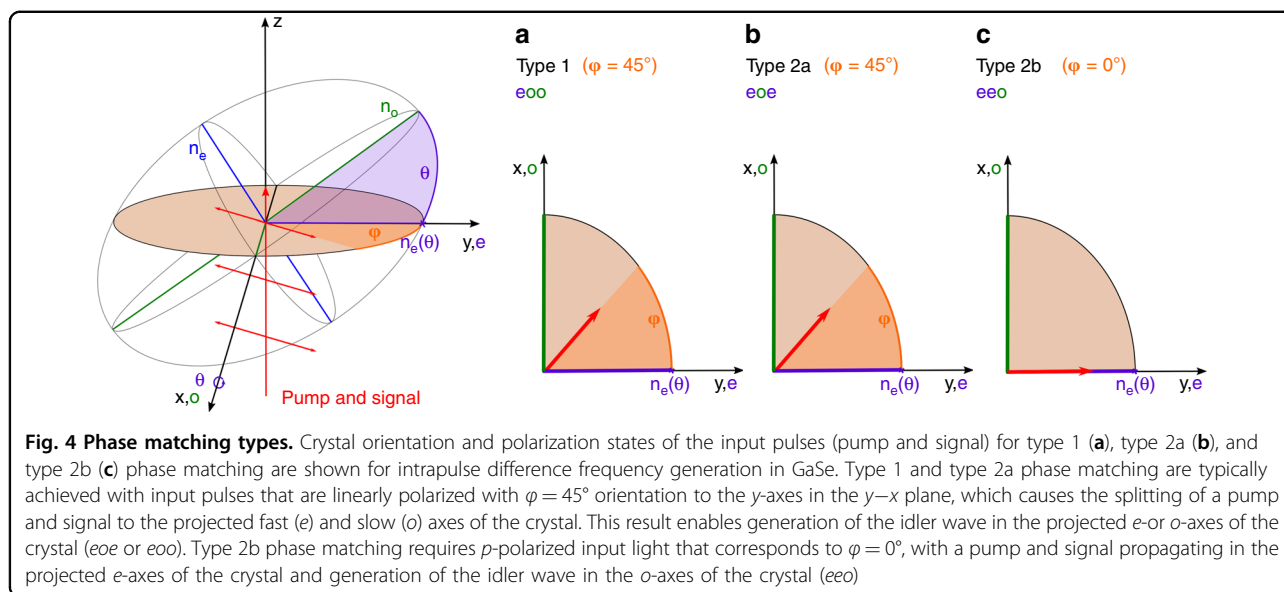 z
n_o
n_e
θ
φ
n_e(θ)
y,e
θ
x,o
Pump and signal
a
Type 1 (φ = 45°)
eoo
x,o
φ
n_e(θ)
y,e
b
Type 2a (φ = 45°)
eoe
x,o
φ
n_e(θ)
y,e
c
Type 2b (φ = 0°)
eeo
x,o
n_e(θ)
y,e
Fig. 4 Phase matching types. Crystal orientation and polarization states of the input pulses (pump and signal) for type 1 (a), type 2a (b), and
type 2b (c) phase matching are shown for intrapulse difference frequency generation in GaSe. Type 1 and type 2a phase matching are typically
achieved with input pulses that are linearly polarized with φ = 45° orientation to the y-axes in the y−x plane, which causes the splitting of a pump
and signal to the projected fast (e) and slow (o) axes of the crystal. This result enables generation of the idler wave in the projected e-or o-axes of the
crystal (eoe or eoo). Type 2b phase matching requires p-polarized input light that corresponds to φ = 0°, with a pump and signal propagating in the
projected e-axes of the crystal and generation of the idler wave in the o-axes of the crystal (eeo)